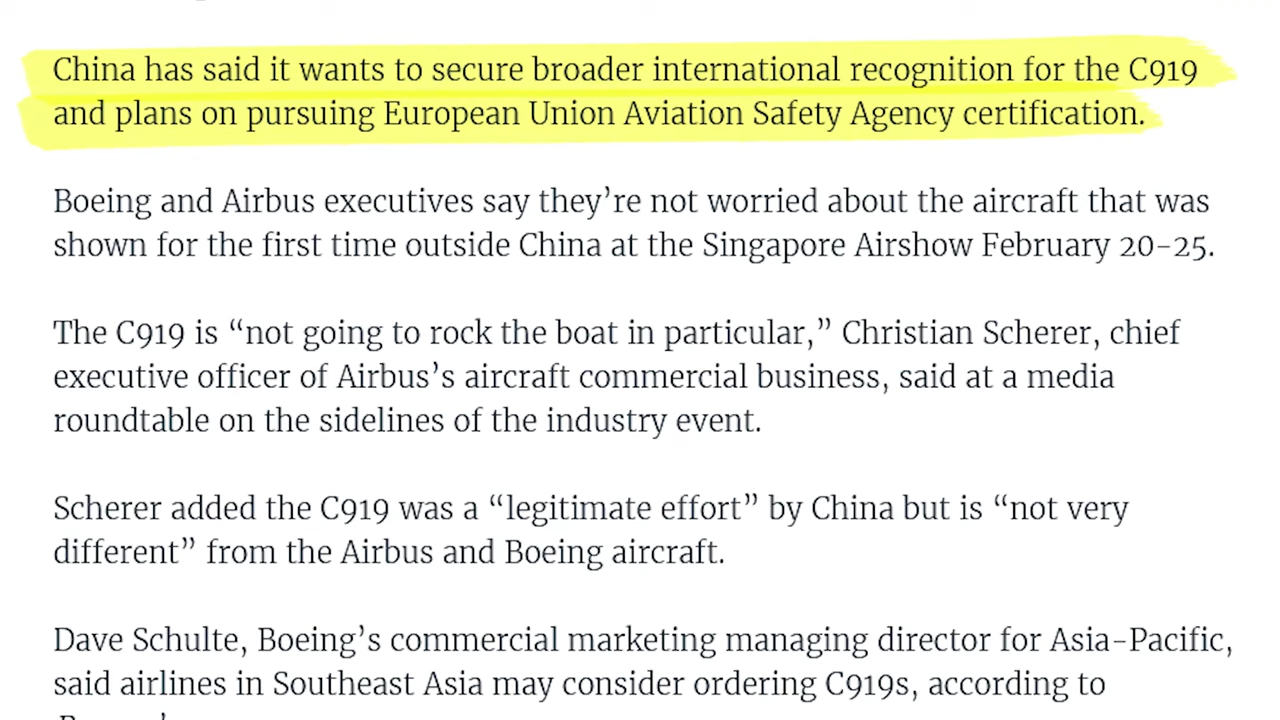 China has said it wants to secure broader international recognition for the C919
and plans on pursuing European Union Aviation Safety Agency certification.
Boeing and Airbus executives say they’re not worried about the aircraft that was
shown for the first time outside China at the Singapore Airshow February 20-25.
The C919 is “not going to rock the boat in particular,” Christian Scherer, chief
executive officer of Airbus’s aircraft commercial business, said at a media
roundtable on the sidelines of the industry event.
Scherer added the C919 was a “legitimate effort” by China but is “not very
different” from the Airbus and Boeing aircraft.
Dave Schulte, Boeing’s commercial marketing managing director for Asia-Pacific,
said airlines in Southeast Asia may consider ordering C919s, according to